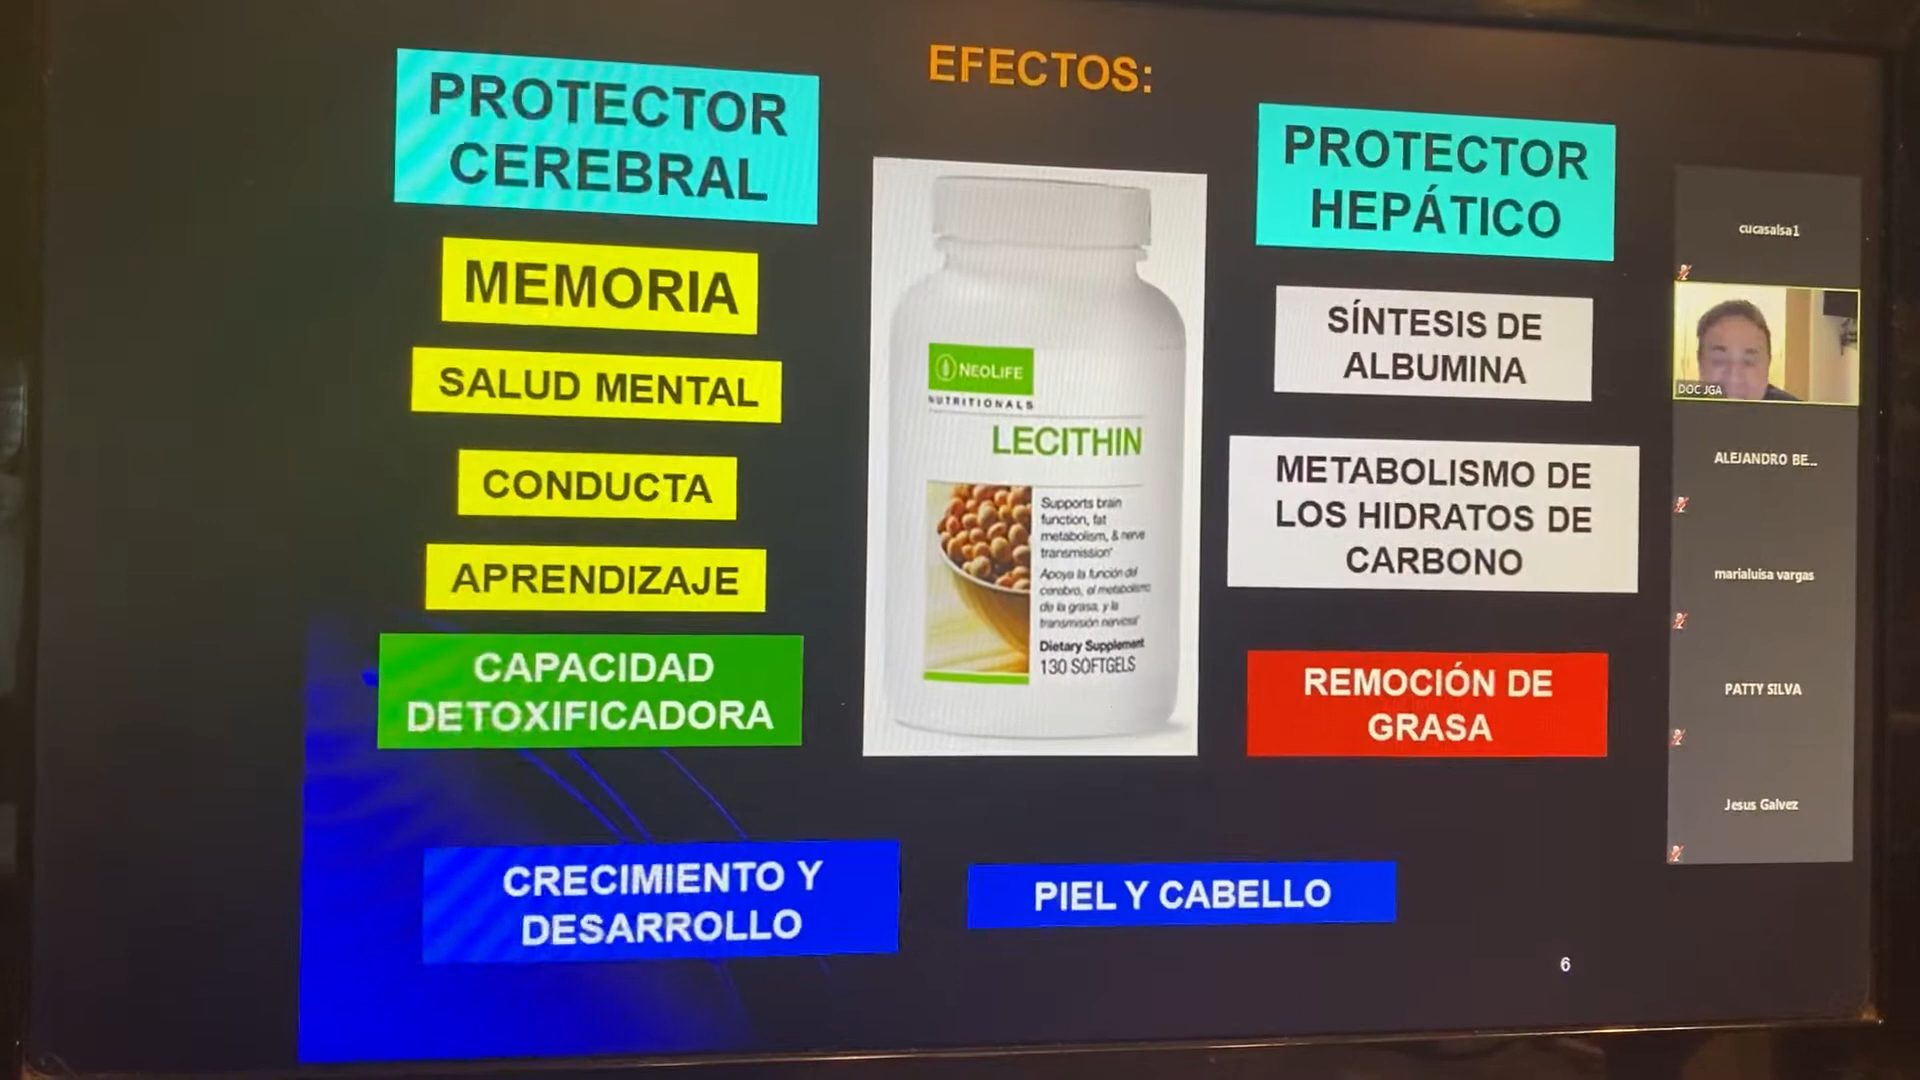 EFECTOS:
PROTECTOR
CEREBRAL
MEMORIA
SALUD MENTAL
CONDUCTA
APRENDIZAJE
CAPACIDAD
DETOXIFICADORA
CRECIMIENTO Y
DESARROLLO
NEOLIFE
NUTRITIONALS
LECITHIN
Supports brain
function, fat
metabolism, & nerve
transmission*
Apoya la función del
cerebro, el metabolismo
de la grasa, y la
transmisión nerviosa*
Dietary Supplement
130 SOFTGELS
PROTECTOR
HEPÁTICO
SÍNTESIS DE
ALBUMINA
METABOLISMO DE
LOS HIDRATOS DE
CARBONO
REMOCIÓN DE
GRASA
PIEL Y CABELLO
6
cucasalsa1
DOC JGA
ALEJANDRO BE...
marialuisa vargas
PATTY SILVA
Jesus Galvez